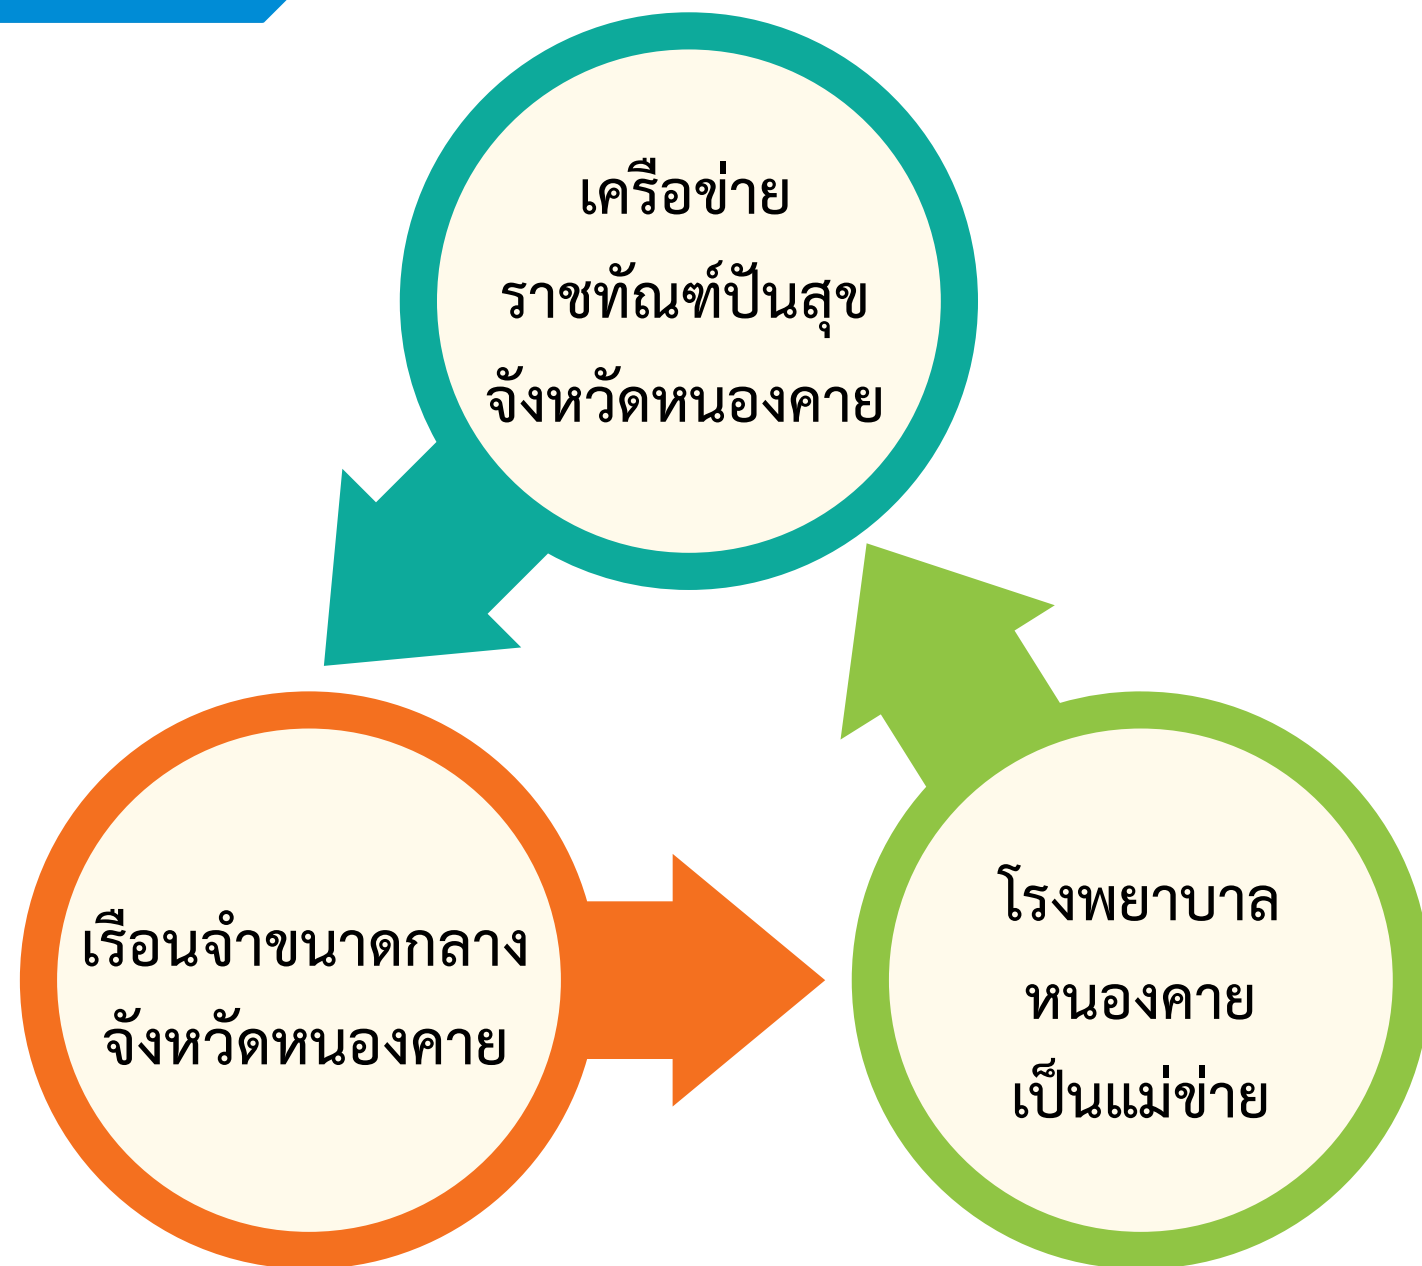 เครือข่าย
ราชทัณฑ์ปันสุข
จังหวัดหนองคาย
เรือนจำขนาดกลาง
จังหวัดหนองคาย
โรงพยาบาล
หนองคาย
เป็นแม่ข่าย